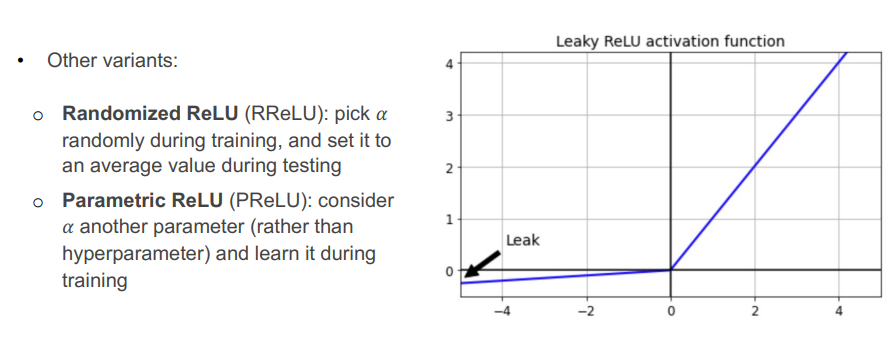 • Other variants:
o Randomized ReLU (RReLU): pick α
randomly during training, and set it to
an average value during testing
o Parametric ReLU (PReLU): consider
α another parameter (rather than
hyperparameter) and learn it during
training
Leaky ReLU activation function
4
3
2
1
0
Leak
−4
−2
0
2
4